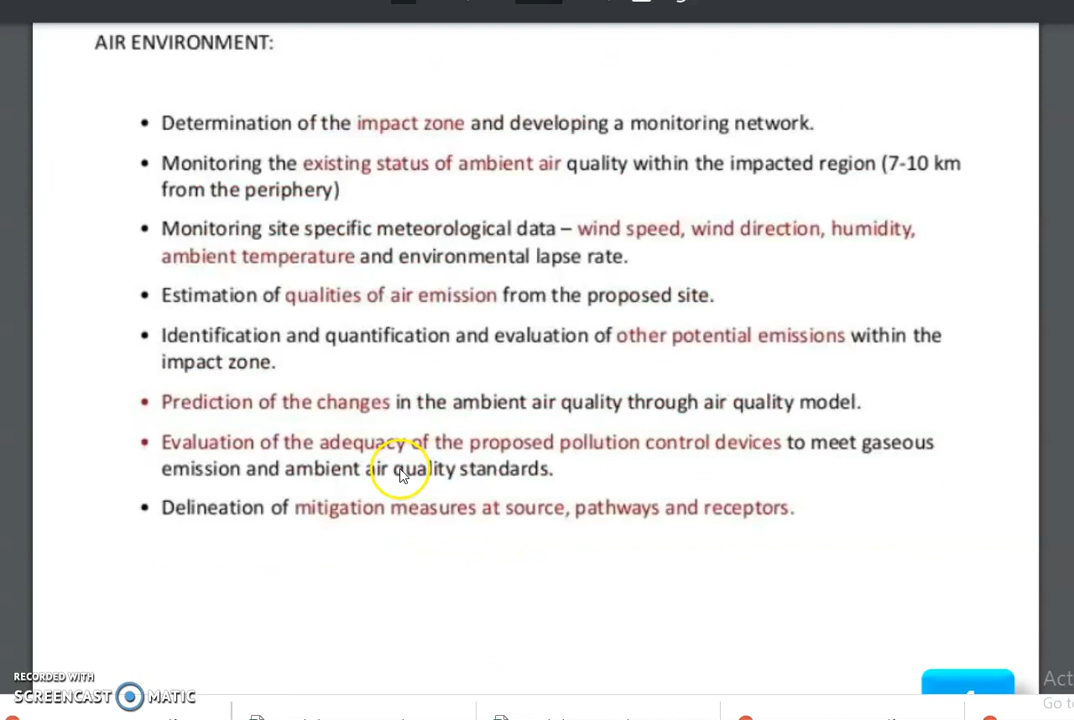 AIR ENVIRONMENT:
• Determination of the impact zone and developing a monitoring network.
• Monitoring the existing status of ambient air quality within the impacted region (7-10 km
from the periphery)
• Monitoring site specific meteorological data – wind speed, wind direction, humidity,
ambient temperature and environmental lapse rate.
• Estimation of qualities of air emission from the proposed site.
• Identification and quantification and evaluation of other potential emissions within the
impact zone.
• Prediction of the changes in the ambient air quality through air quality model.
• Evaluation of the adequacy of the proposed pollution control devices to meet gaseous
emission and ambient air quality standards.
• Delineation of mitigation measures at source, pathways and receptors.
RECORDED WITH
SCREENCAST MATIC
Act
Go to